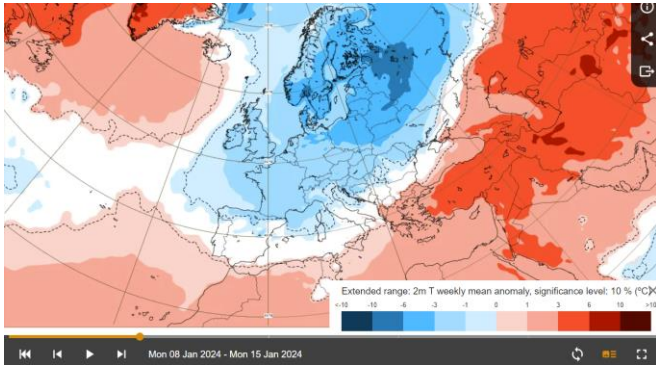 Extended range: 2m T weekly mean anomaly, significance level: 10 % (ºC)
<-10 -10 -6 -3 -1 0 1 3 6 10 >10
Mon 08 Jan 2024 - Mon 15 Jan 2024